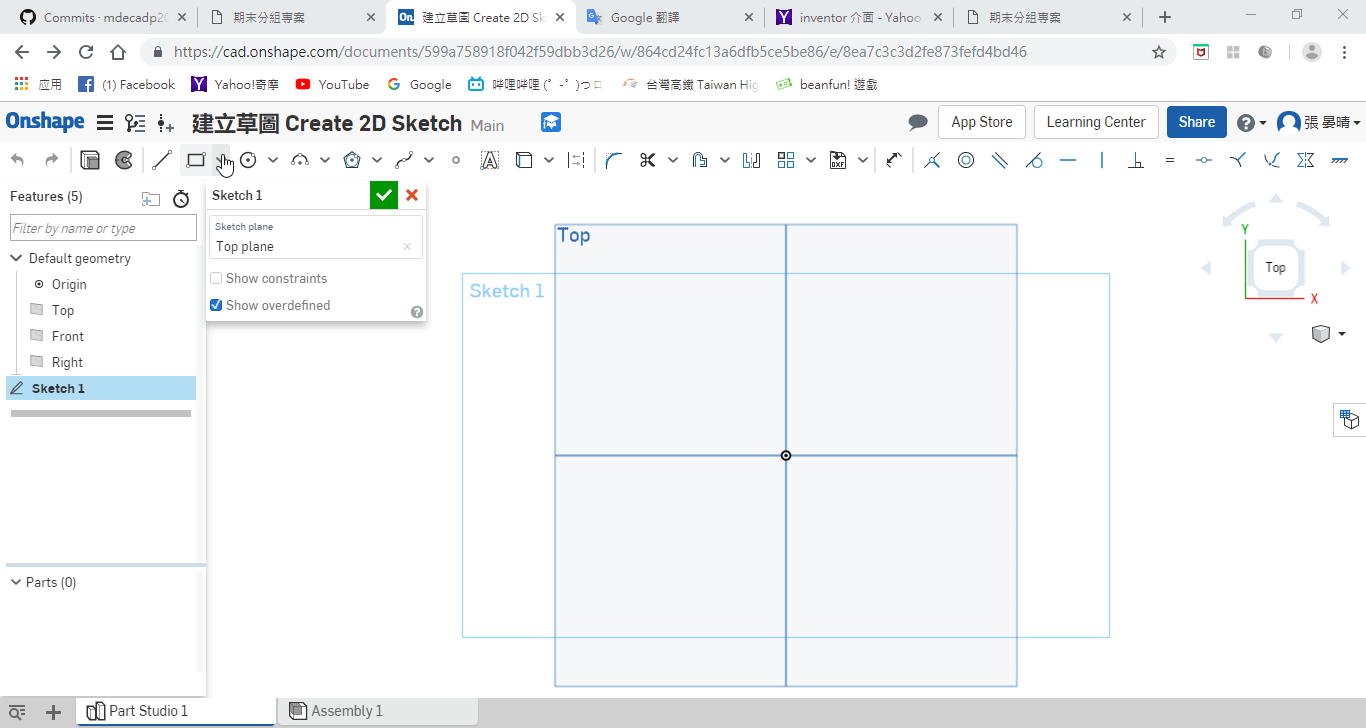 Commits · mdecadp20
期末分組專案
建立草圖 Create 2D Sk
Google 翻譯
inventor 介面 - Yahoo
期末分組專案
https://cad.onshape.com/documents/599a758918f042f59dbb3d26/w/864cd24fc13a6dfb5ce5be86/e/8ea7c3c3d2fe873fefd4bd46
应用
(1) Facebook
Yahoo!奇摩
YouTube
Google
哔哩哔哩 (゜-゜)つロ
台灣高鐵 Taiwan Hig
beanfun! 遊戲
Onshape
建立草圖 Create 2D Sketch Main
App Store
Learning Center
Share
張 晏晴
DXF
Features (5)
Filter by name or type
Default geometry
Origin
Top
Front
Right
Sketch 1
Parts (0)
Sketch 1
Sketch plane
Top plane
Show constraints
Show overdefined
Top
Sketch 1
Y
Top
X
Part Studio 1
Assembly 1